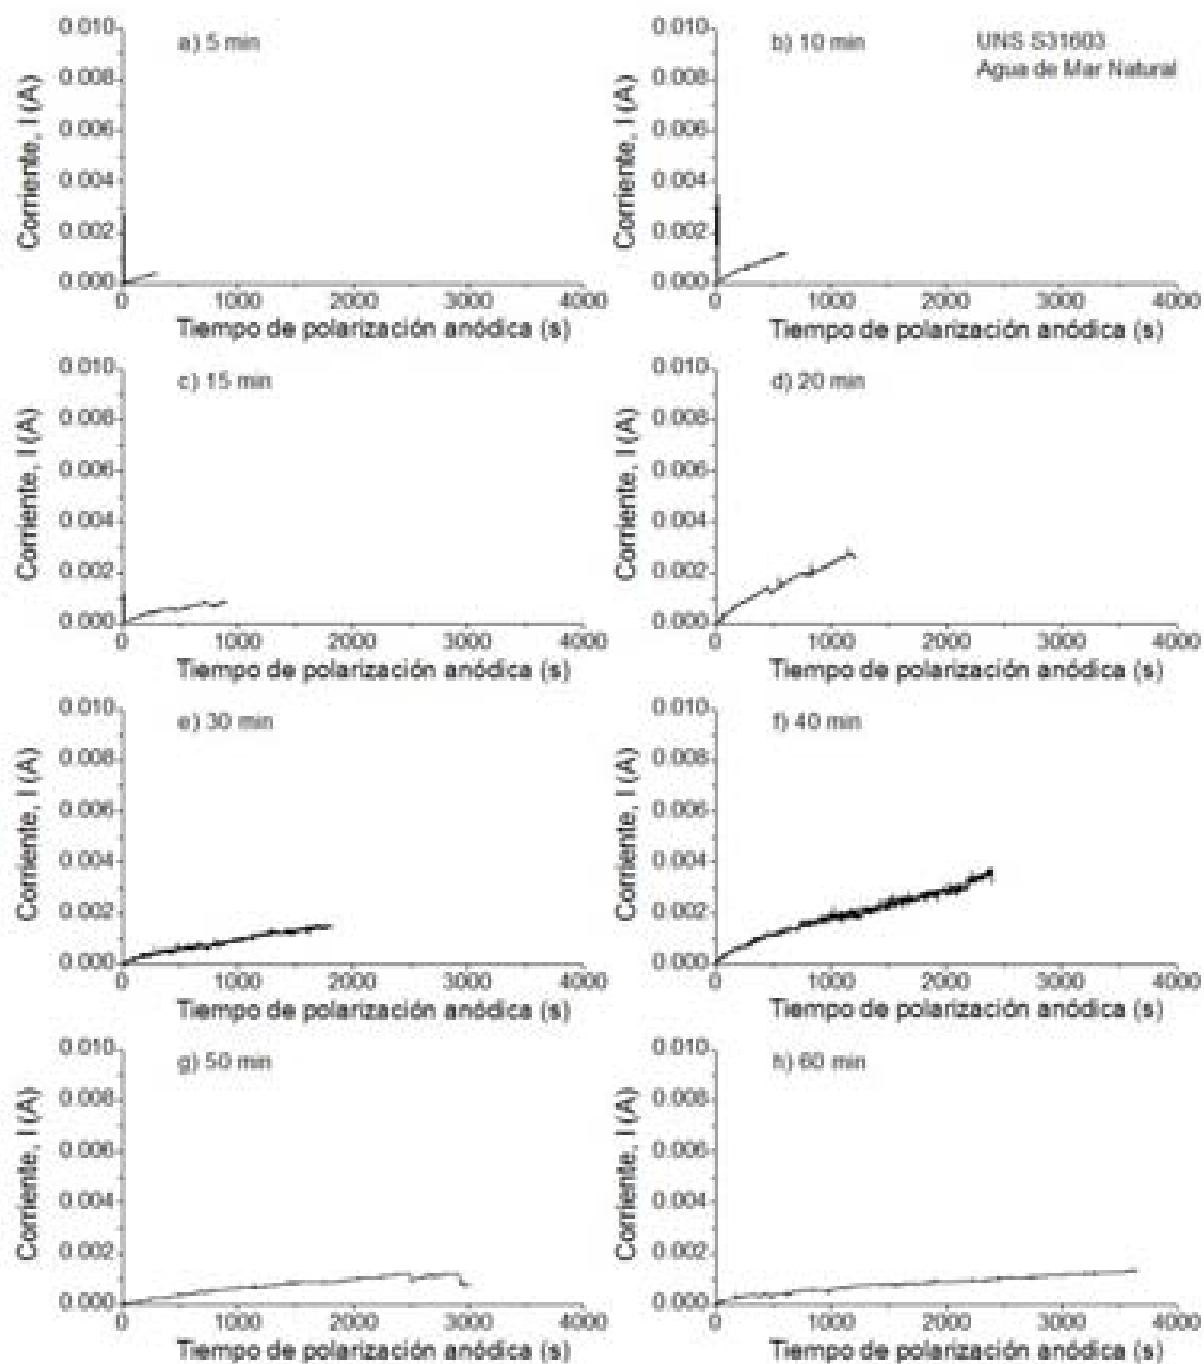 a) 5 min
0.010
0.008
0.006
0.004
0.002
0.000
Corriente, I (A)
0 1000 2000 3000 4000
Tiempo de polarización anódica (s)
b) 10 min
UNS S31603
Agua de Mar Natural
0.010
0.008
0.006
0.004
0.002
0.000
Corriente, I (A)
0 1000 2000 3000 4000
Tiempo de polarización anódica (s)
c) 15 min
0.010
0.008
0.006
0.004
0.002
0.000
Corriente, I (A)
0 1000 2000 3000 4000
Tiempo de polarización anódica (s)
d) 20 min
0.010
0.008
0.006
0.004
0.002
0.000
Corriente, I (A)
0 1000 2000 3000 4000
Tiempo de polarización anódica (s)
e) 30 min
0.010
0.008
0.006
0.004
0.002
0.000
Corriente, I (A)
0 1000 2000 3000 4000
Tiempo de polarización anódica (s)
f) 40 min
0.010
0.008
0.006
0.004
0.002
0.000
Corriente, I (A)
0 1000 2000 3000 4000
Tiempo de polarización anódica (s)
g) 50 min
0.010
0.008
0.006
0.004
0.002
0.000
Corriente, I (A)
0 1000 2000 3000 4000
Tiempo de polarización anódica (s)
h) 60 min
0.010
0.008
0.006
0.004
0.002
0.000
Corriente, I (A)
0 1000 2000 3000 4000
Tiempo de polarización anódica (s)